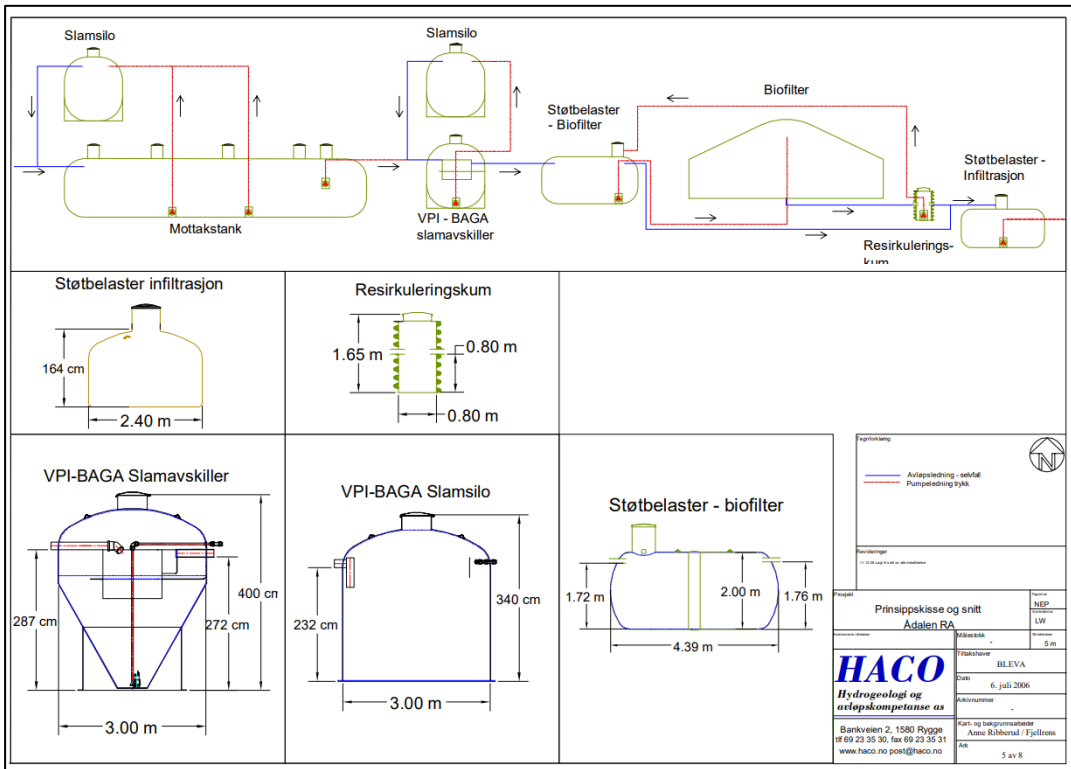 Slamsilo
Slamsilo
Støtbelaster
- Biofilter
Biofilter
Støtbelaster -
Infiltrasjon
Mottakstank
VPI - BAGA
slamavskiller
Resirkulerings-
kum
Støtbelaster infiltrasjon
164 cm
2.40 m
Resirkuleringskum
1.65 m
0.80 m
0.80 m
VPI-BAGA Slamavskiller
287 cm
400 cm
272 cm
3.00 m
VPI-BAGA Slamsilo
232 cm
340 cm
3.00 m
Støtbelaster - biofilter
1.72 m
2.00 m
1.76 m
4.39 m
Tegnforklaring
N
Avløpsledning - selvfall
Pumpeledning trykk
Revideringer
Prosjekt
Prinsippskisse og snitt
Ådalen RA
NEP
LW
Målestokk
-
5 m
HACO
Hydrogeologi og
avløpskompetanse as
Bankveien 2, 1580 Rygge
tlf 69 23 35 30, fax 69 23 35 31
www.haco.no post@haco.no
Tiltakshaver
BLEVA
Dato
6. juli 2006
Arkivnummer
-
Kart- og bakgrunnsarbeider
Anne Ribberud / Fjellrens
Ark
5 av 8